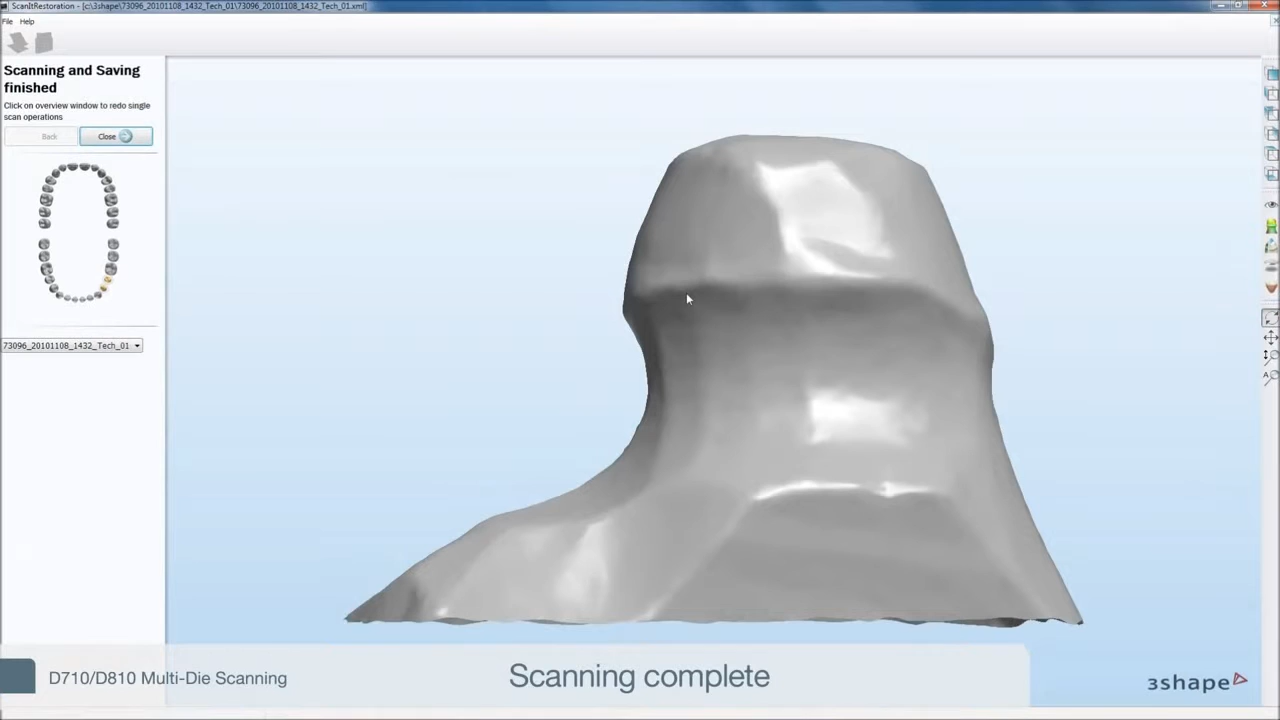 ScanItRestoration - [c:\3shape\73096_20101108_1432_Tech_01\73096_20101108_1432_Tech_01.xml]
File Help
Scanning and Saving
finished
Click on overview window to redo single
scan operations
Back
Close
73096_20101108_1432_Tech_01
D710/D810 Multi-Die Scanning
Scanning complete
3shape